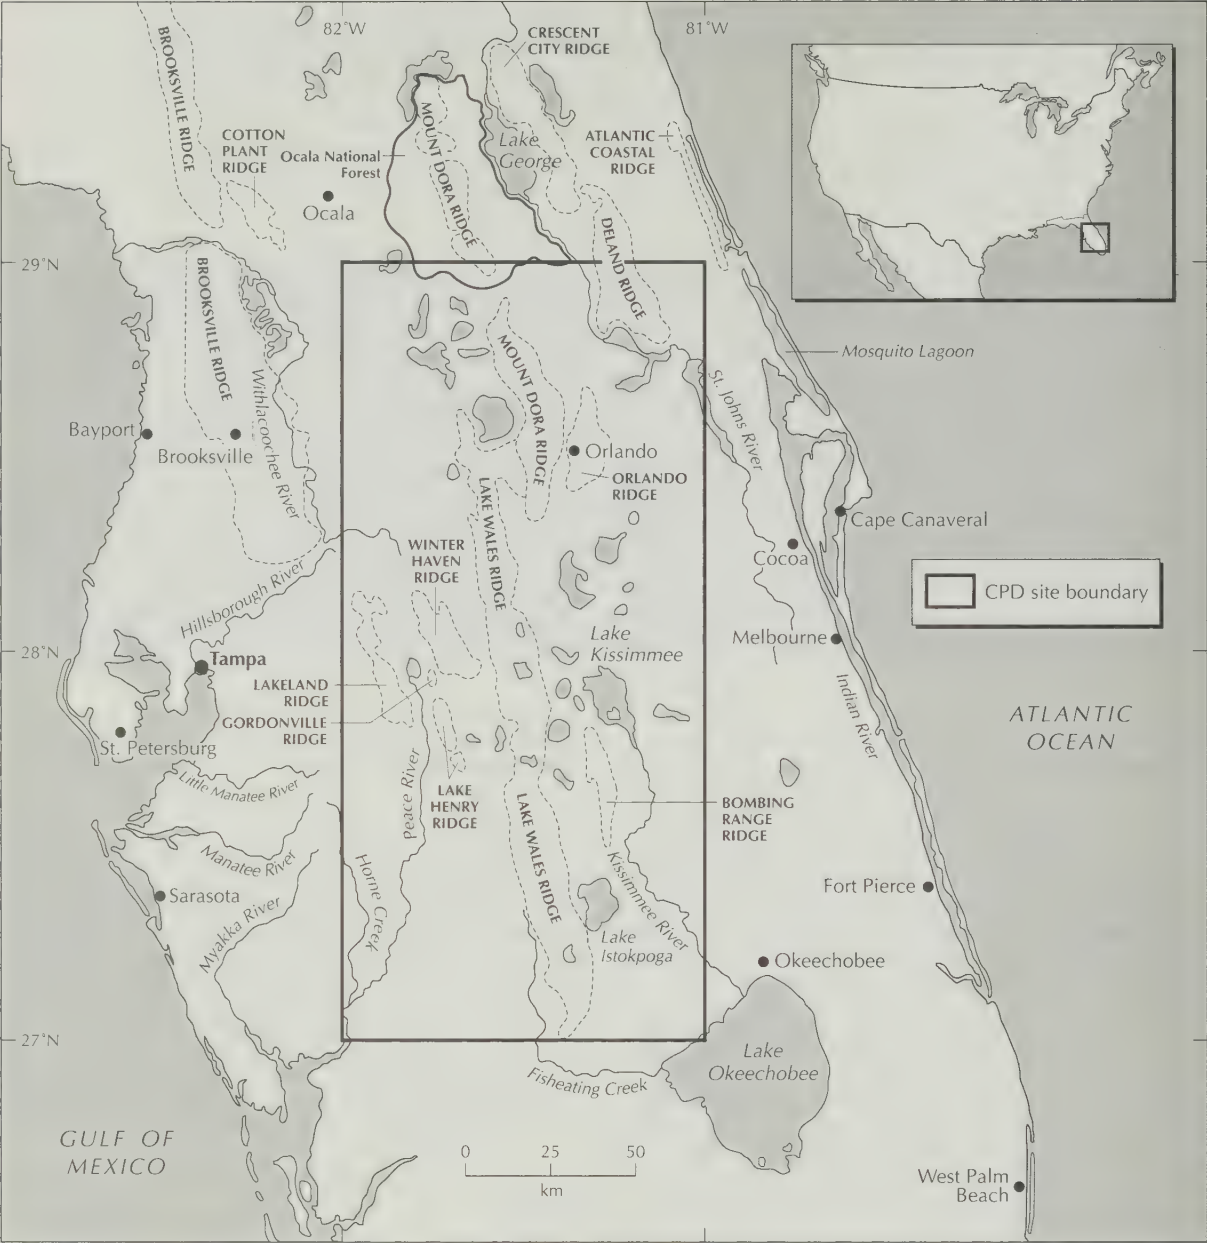 82°W
81°W
CRESCENT
CITY RIDGE
BROOKSVILLE RIDGE
COTTON
PLANT
RIDGE
Ocala National
Forest
MOUNT DORA RIDGE
Lake
George
ATLANTIC
COASTAL
RIDGE
Ocala
DELAND RIDGE
29°N
BROOKSVILLE RIDGE
Withlacoochee River
MOUNT DORA RIDGE
Mosquito Lagoon
St. Johns River
Bayport
Brooksville
Orlando
ORLANDO
RIDGE
LAKE WALES RIDGE
Cape Canaveral
WINTER
HAVEN
RIDGE
Cocoa
Hillsborough River
CPD site boundary
Lake
Kissimmee
Melbourne
28°N
Tampa
LAKELAND
RIDGE
GORDONVILLE
RIDGE
Indian River
ATLANTIC
OCEAN
St. Petersburg
Little Manatee River
Peace River
LAKE
HENRY
RIDGE
LAKE WALES RIDGE
BOMBING
RANGE
RIDGE
Manatee River
Horne Creek
Kissimmee River
Fort Pierce
Sarasota
Myakka River
Lake
Istokpoga
Okeechobee
27°N
Lake
Okeechobee
Fisheating Creek
GULF OF
MEXICO
0 25 50
km
West Palm
Beach